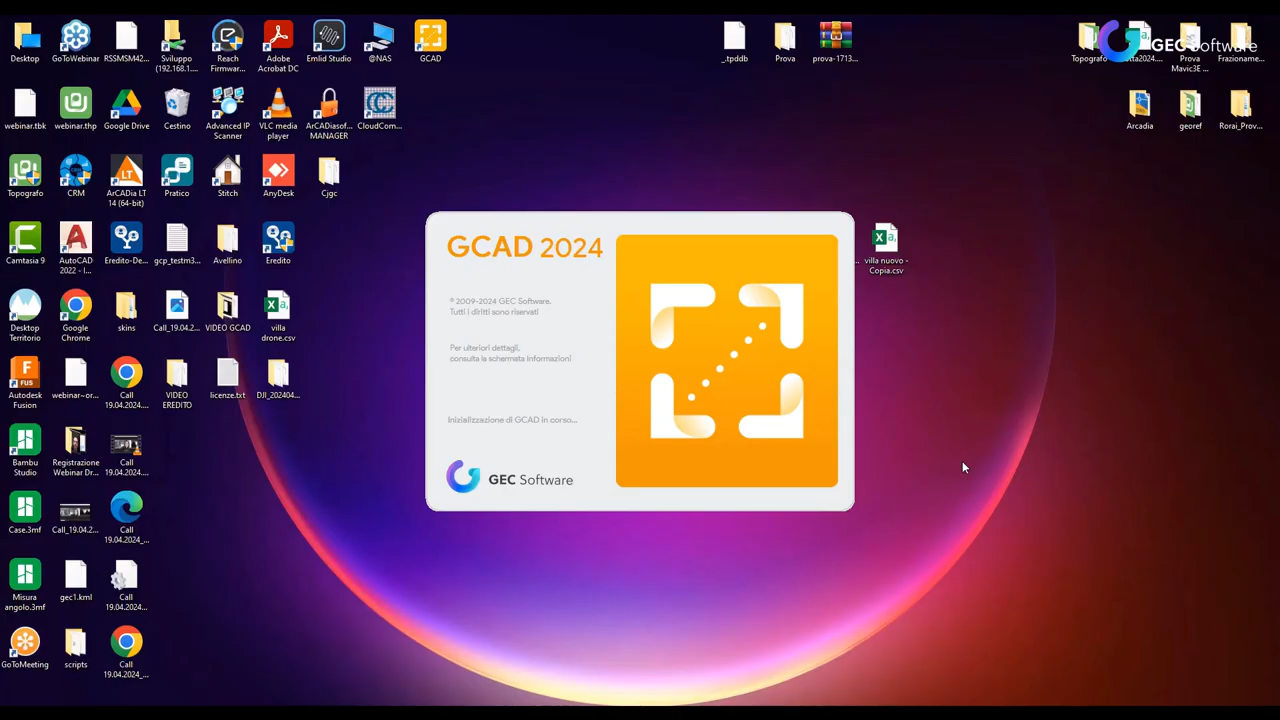 Desktop
GoToWebinar
RSSMSM42...
Sviluppo
(192.168.1....
Reach
Firmwar...
Adobe
Acrobat DC
Emlid Studio
@NAS
GCAD
_.tpddb
Prova
prova-1713...
Topografo
Prova
Mavic3E ...
Frazioname...
GEC Software
webinar.tbk
webinar.thp
Google Drive
Cestino
Advanced IP
Scanner
VLC media
player
ArCADiasof...
MANAGER
CloudCom...
Arcadia
georef
Rorai_Prov...
Topografo
CRM
ArCADia LT
14 (64-bit)
Pratico
Stitch
AnyDesk
Cjgc
Camtasia 9
AutoCAD
2022 - I...
Eredito-De...
gcp_testm3...
Avellino
Eredito
villa nuovo -
Copia.csv
Desktop
Territorio
Google
Chrome
skins
Call_19.04.2...
VIDEO GCAD
villa
drone.csv
Autodesk
Fusion
webinar~or...
Call
19.04.2024...
VIDEO
EREDITO
licenze.txt
DJI_202404...
Bambu
Studio
Registrazione
Webinar Dr...
Call
19.04.2024...
Case.3mf
Call_19.04.2...
Call
19.04.2024_...
Misura
angolo.3mf
gec1.kml
Call
19.04.2024...
GoToMeeting
scripts
Call
19.04.2024_...
GCAD 2024
© 2009-2024 GEC Software.
Tutti i diritti sono riservati
Per ulteriori dettagli,
consulta la schermata informazioni
Inizializzazione di GCAD in corso...
GEC Software